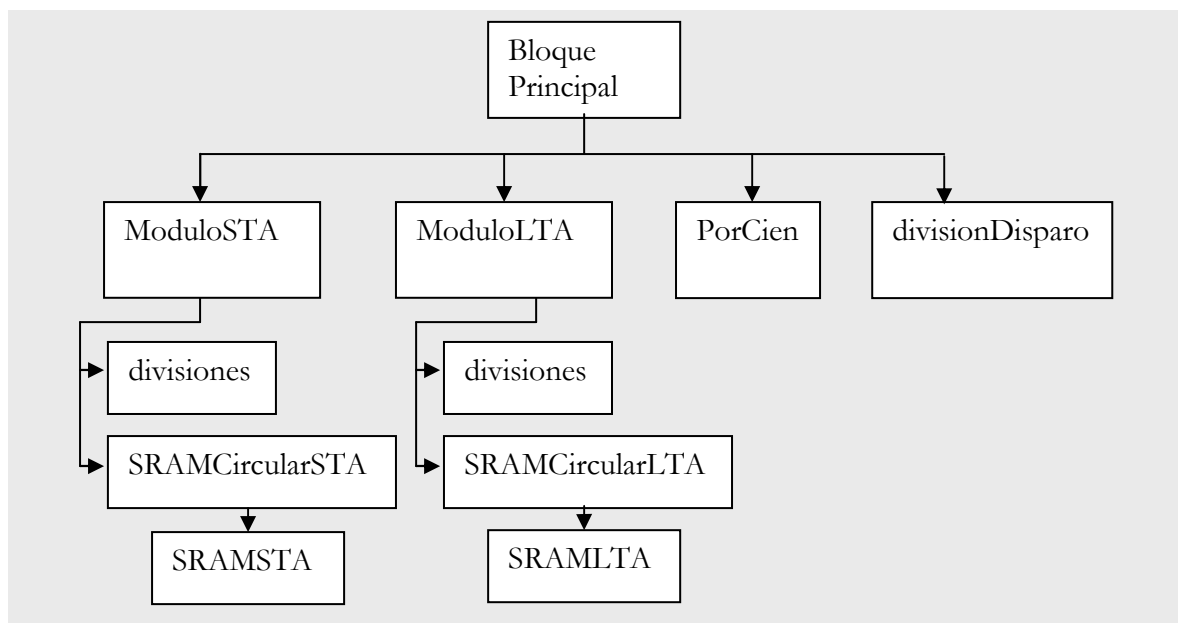 Bloque
Principal
ModuloSTA
ModuloLTA
PorCien
divisionDisparo
divisiones
divisiones
SRAMCircularSTA
SRAMCircularLTA
SRAMSTA
SRAMLTA